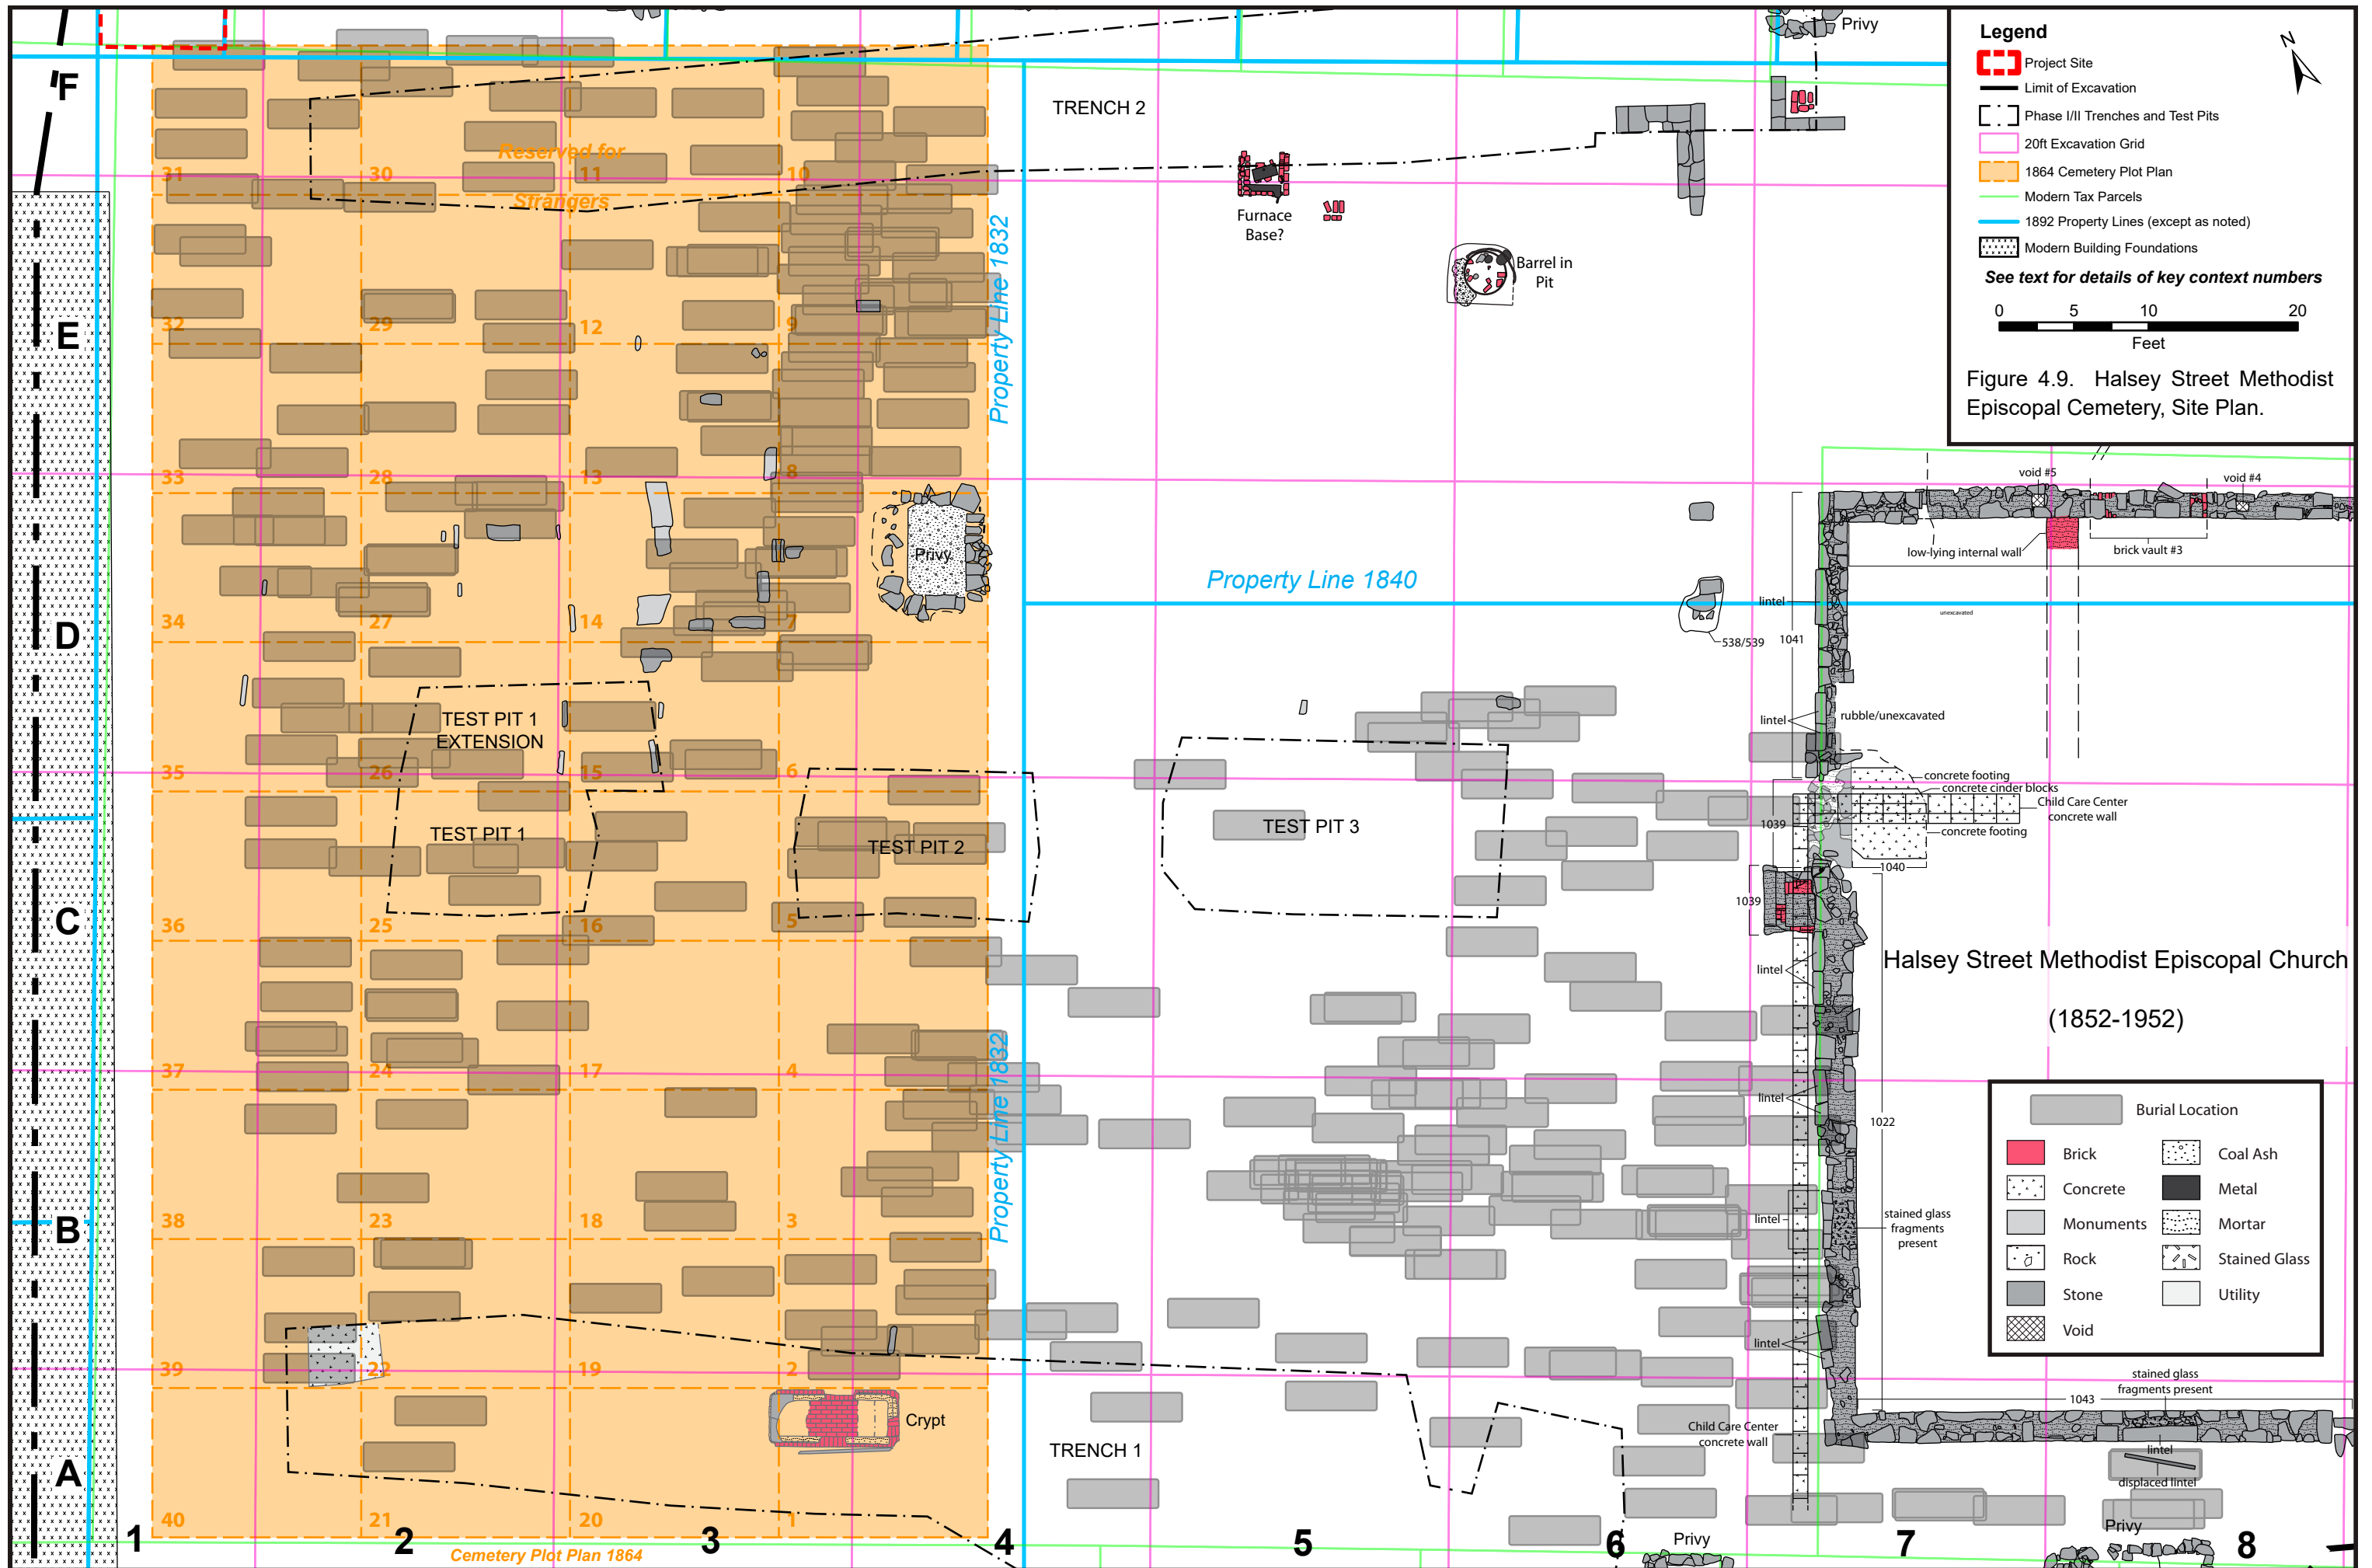 Legend
N
Project Site
Limit of Excavation
Phase I/II Trenches and Test Pits
20ft Excavation Grid
1864 Cemetery Plot Plan
Modern Tax Parcels
1892 Property Lines (except as noted)
Modern Building Foundations
See text for details of key context numbers
0 5 10 20
Feet
Figure 4.9. Halsey Street Methodist
Episcopal Cemetery, Site Plan.
F
E
D
C
B
A
1 2 3 4 5 6 7 8
Privy
TRENCH 2
Reserved for
Strangers
31 30 11 10
32 29 12 9
33 28 13 8
34 27 14 7
35 26 15 6
36 25 16 5
37 24 17 4
38 23 18 3
39 22 19 2
40 21 20 1
Property Line 1832
Furnace
Base?
Barrel in
Pit
Privy
Property Line 1840
void #5
void #4
low-lying internal wall
brick vault #3
lintel
unexcavated
538/539
1041
lintel
rubble/unexcavated
TEST PIT 1
EXTENSION
TEST PIT 1
TEST PIT 2
TEST PIT 3
concrete footing
concrete cinder blocks
Child Care Center
concrete wall
concrete footing
1039
1040
1039
Halsey Street Methodist Episcopal Church
(1852-1952)
lintel
Property Line 1832
lintel
1022
lintel
stained glass
fragments
present
lintel
Burial Location
Brick
Coal Ash
Concrete
Metal
Monuments
Mortar
Rock
Stained Glass
Stone
Utility
Void
stained glass
fragments present
1043
Crypt
TRENCH 1
Child Care Center
concrete wall
lintel
displaced lintel
Privy
Privy
Cemetery Plot Plan 1864